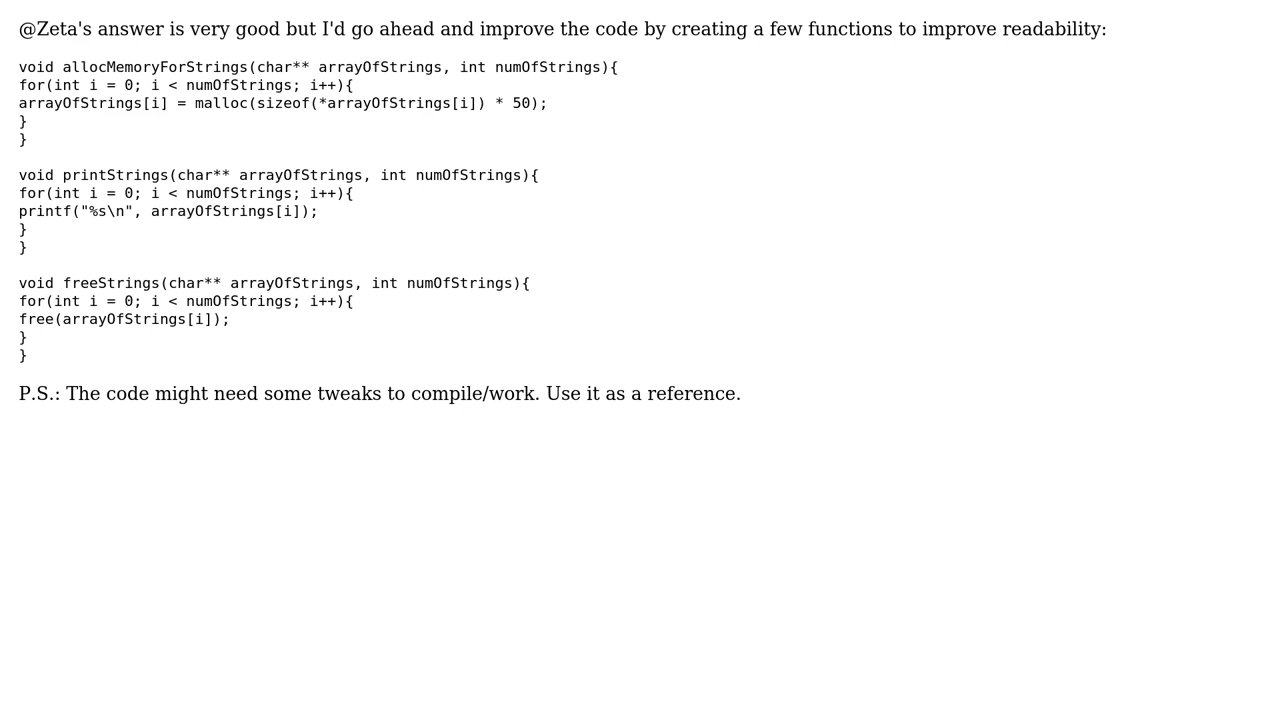 @Zeta's answer is very good but I'd go ahead and improve the code by creating a few functions to improve readability:
void allocMemoryForStrings(char** arrayOfStrings, int numOfStrings){
for(int i = 0; i < numOfStrings; i++){
arrayOfStrings[i] = malloc(sizeof(*arrayOfStrings[i]) * 50);
}
}
void printStrings(char** arrayOfStrings, int numOfStrings){
for(int i = 0; i < numOfStrings; i++){
printf("%s\n", arrayOfStrings[i]);
}
}
void freeStrings(char** arrayOfStrings, int numOfStrings){
for(int i = 0; i < numOfStrings; i++){
free(arrayOfStrings[i]);
}
}
P.S.: The code might need some tweaks to compile/work. Use it as a reference.